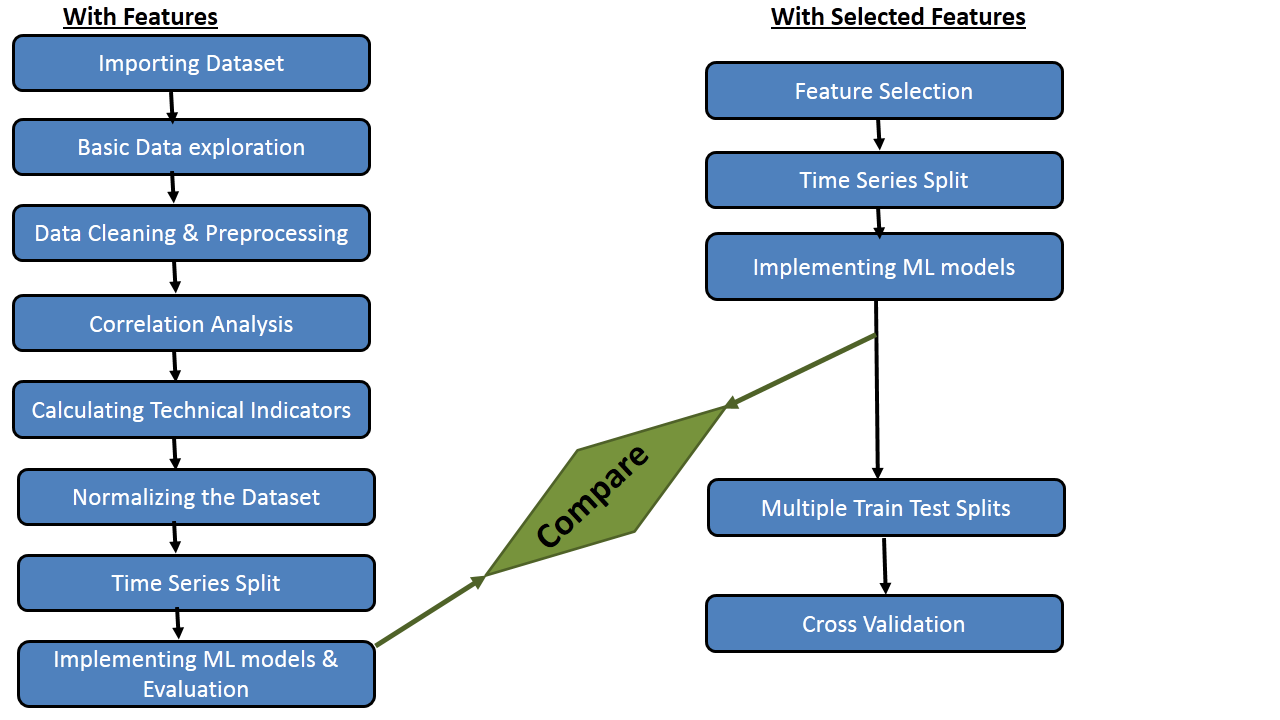 With Features
Importing Dataset
Basic Data exploration
Data Cleaning & Preprocessing
Correlation Analysis
Calculating Technical Indicators
Normalizing the Dataset
Time Series Split
Implementing ML models &
Evaluation
Compare
With Selected Features
Feature Selection
Time Series Split
Implementing ML models
Multiple Train Test Splits
Cross Validation